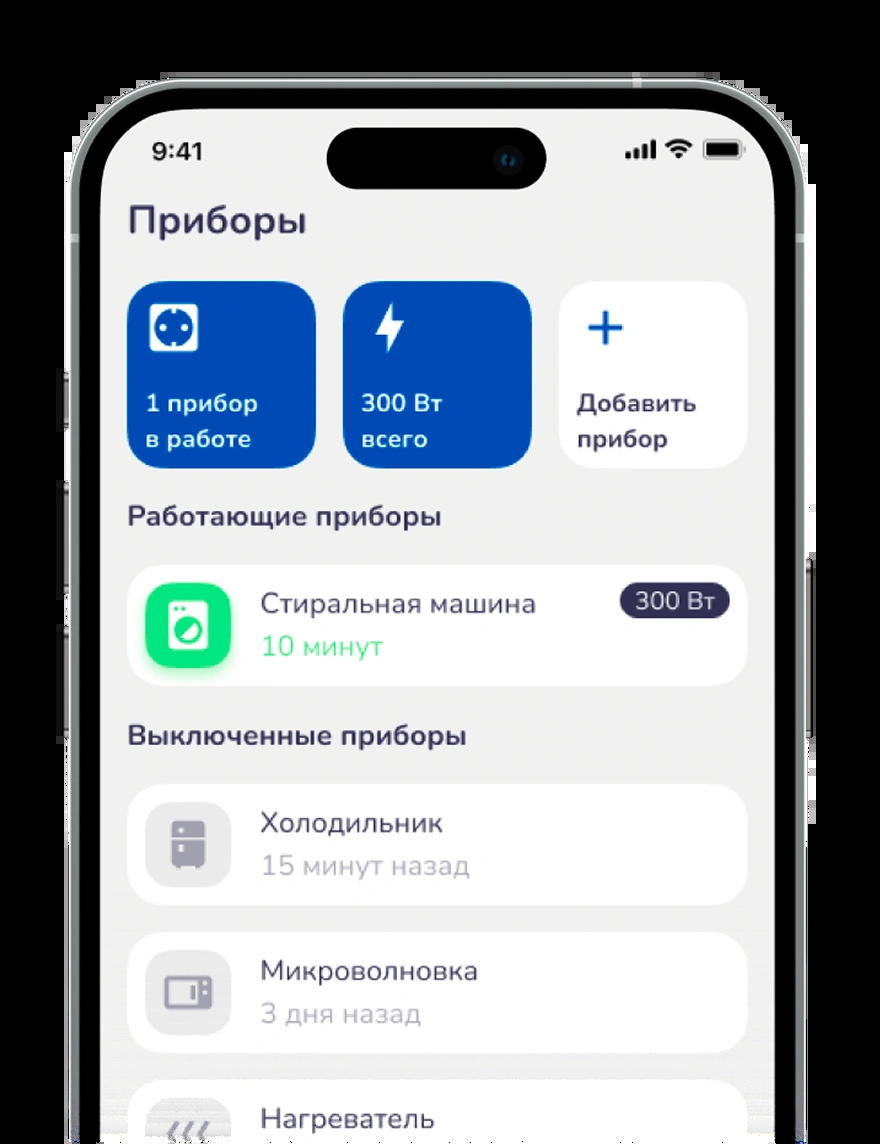 9:41
Приборы
1 прибор
в работе
300 Вт
всего
Добавить
прибор
Работающие приборы
Стиральная машина
300 Вт
10 минут
Выключенные приборы
Холодильник
15 минут назад
Микроволновка
3 дня назад
Нагреватель